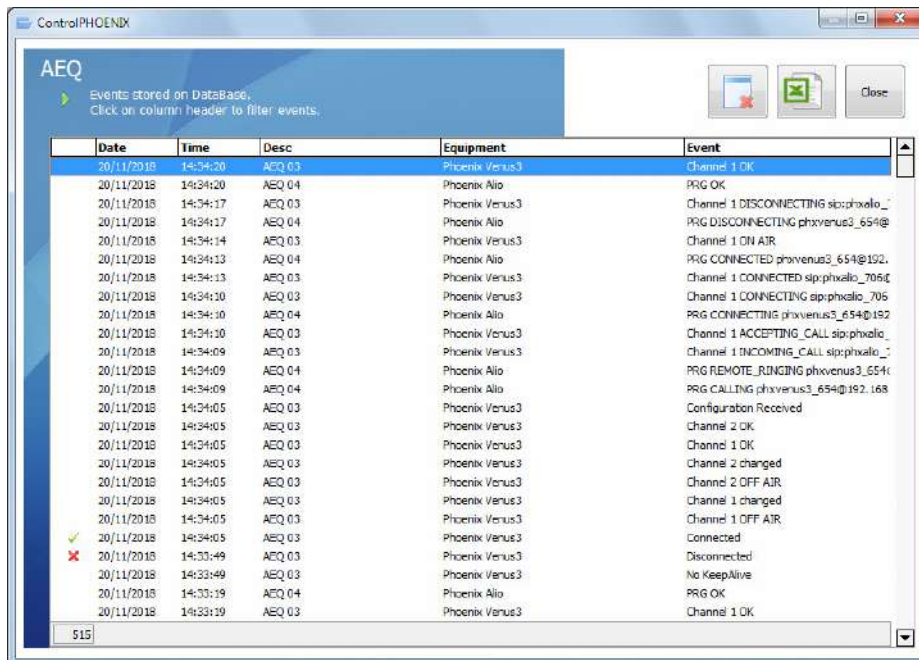 ControlPHOENIX
AEQ
Events stored on DataBase.
Click on column header to filter events.
Close
Date Time Desc Equipment Event
20/11/2018 14:34:20 AEQ 03 Phoenix Venus3 Channel 1 OK
20/11/2018 14:34:20 AEQ 04 Phoenix Alio PRG OK
20/11/2018 14:34:17 AEQ 03 Phoenix Venus3 Channel 1 DISCONNECTING sip:phxalio_
20/11/2018 14:34:17 AEQ 04 Phoenix Alio PRG DISCONNECTING phxvenus3_654@
20/11/2018 14:34:14 AEQ 03 Phoenix Venus3 Channel 1 ON AIR
20/11/2018 14:34:13 AEQ 04 Phoenix Alio PRG CONNECTED phxvenus3_654@192.
20/11/2018 14:34:13 AEQ 03 Phoenix Venus3 Channel 1 CONNECTED sip:phxalio_706@
20/11/2018 14:34:10 AEQ 03 Phoenix Venus3 Channel 1 CONNECTING sip:phxalio_706
20/11/2018 14:34:10 AEQ 04 Phoenix Alio PRG CONNECTING phxvenus3_654@192
20/11/2018 14:34:10 AEQ 03 Phoenix Venus3 Channel 1 ACCEPTING_CALL sip:phxalio_
20/11/2018 14:34:09 AEQ 03 Phoenix Venus3 Channel 1 INCOMING_CALL sip:phxalio_
20/11/2018 14:34:09 AEQ 04 Phoenix Alio PRG REMOTE_RINGING phxvenus3_654
20/11/2018 14:34:09 AEQ 04 Phoenix Alio PRG CALLING phxvenus3_654@192.168
20/11/2018 14:34:05 AEQ 03 Phoenix Venus3 Configuration Received
20/11/2018 14:34:05 AEQ 03 Phoenix Venus3 Channel 2 OK
20/11/2018 14:34:05 AEQ 03 Phoenix Venus3 Channel 1 OK
20/11/2018 14:34:05 AEQ 03 Phoenix Venus3 Channel 2 changed
20/11/2018 14:34:05 AEQ 03 Phoenix Venus3 Channel 2 OFF AIR
20/11/2018 14:34:05 AEQ 03 Phoenix Venus3 Channel 1 changed
20/11/2018 14:34:05 AEQ 03 Phoenix Venus3 Channel 1 OFF AIR
20/11/2018 14:34:05 AEQ 03 Phoenix Venus3 Connected
20/11/2018 14:33:49 AEQ 03 Phoenix Venus3 Disconnected
20/11/2018 14:33:49 AEQ 03 Phoenix Venus3 No KeepAlive
20/11/2018 14:33:19 AEQ 04 Phoenix Alio PRG OK
20/11/2018 14:33:19 AEQ 03 Phoenix Venus3 Channel 1 OK
515